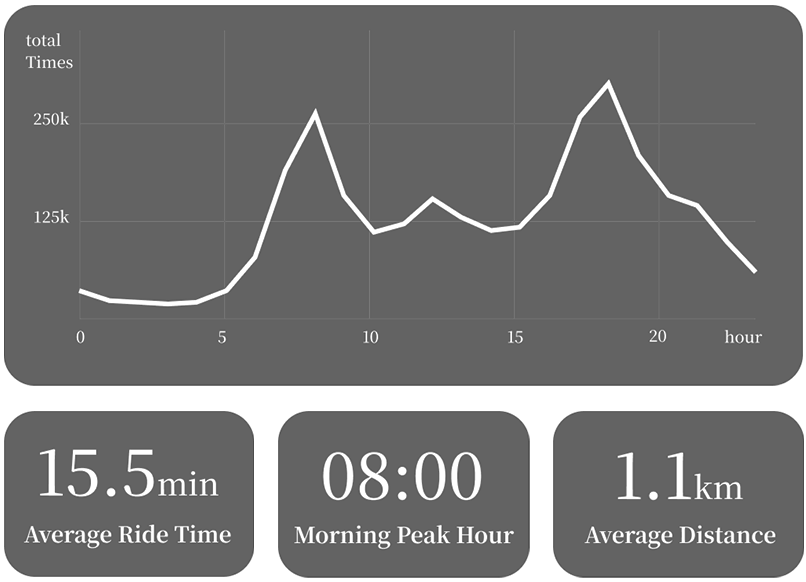 total
Times
250k
125k
0 5 10 15 20 hour
15.5min
Average Ride Time
08:00
Morning Peak Hour
1.1km
Average Distance